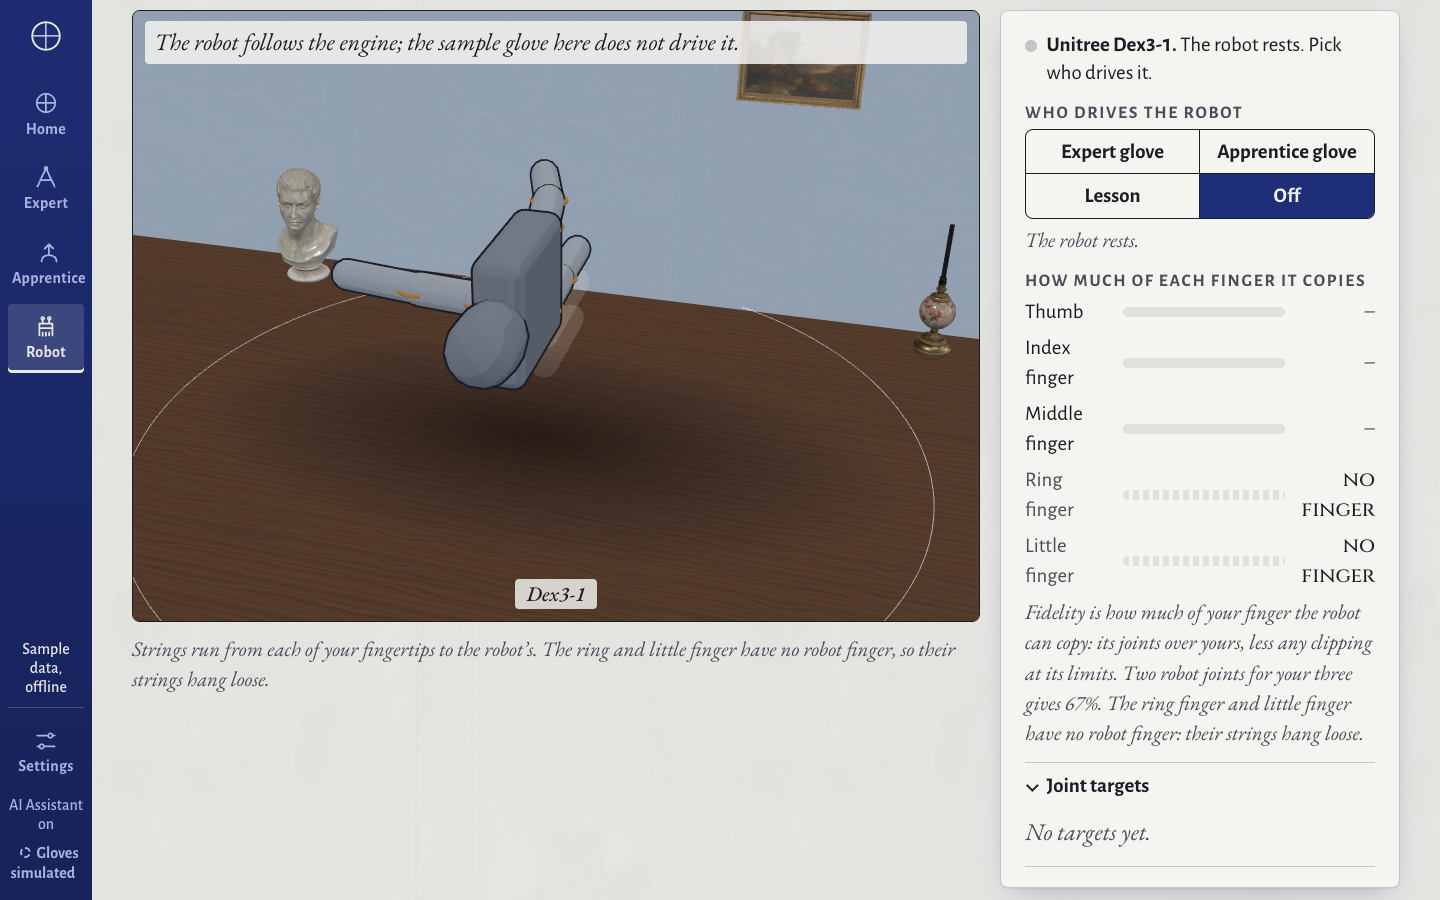 Home
Expert
Apprentice
Robot
Sample
data,
offline
Settings
AI Assistant
on
Gloves
simulated
The robot follows the engine; the sample glove here does not drive it.
Dex3-1
Strings run from each of your fingertips to the robot's. The ring and little finger have no robot finger, so their
strings hang loose.
Unitree Dex3-1. The robot rests. Pick
who drives it.
WHO DRIVES THE ROBOT
Expert glove
Apprentice glove
Lesson
Off
The robot rests.
HOW MUCH OF EACH FINGER IT COPIES
Thumb –
Index
finger –
Middle
finger –
Ring
finger
NO
FINGER
Little
finger
NO
FINGER
Fidelity is how much of your finger the robot
can copy: its joints over yours, less any clipping
at its limits. Two robot joints for your three
gives 67%. The ring finger and little finger
have no robot finger: their strings hang loose.
Joint targets
No targets yet.